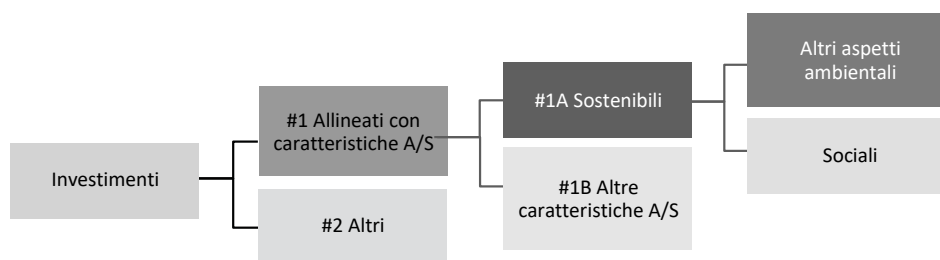 Investimenti
#1 Allineati con
caratteristiche A/S
#2 Altri
#1A Sostenibili
#1B Altre
caratteristiche A/S
Altri aspetti
ambientali
Sociali